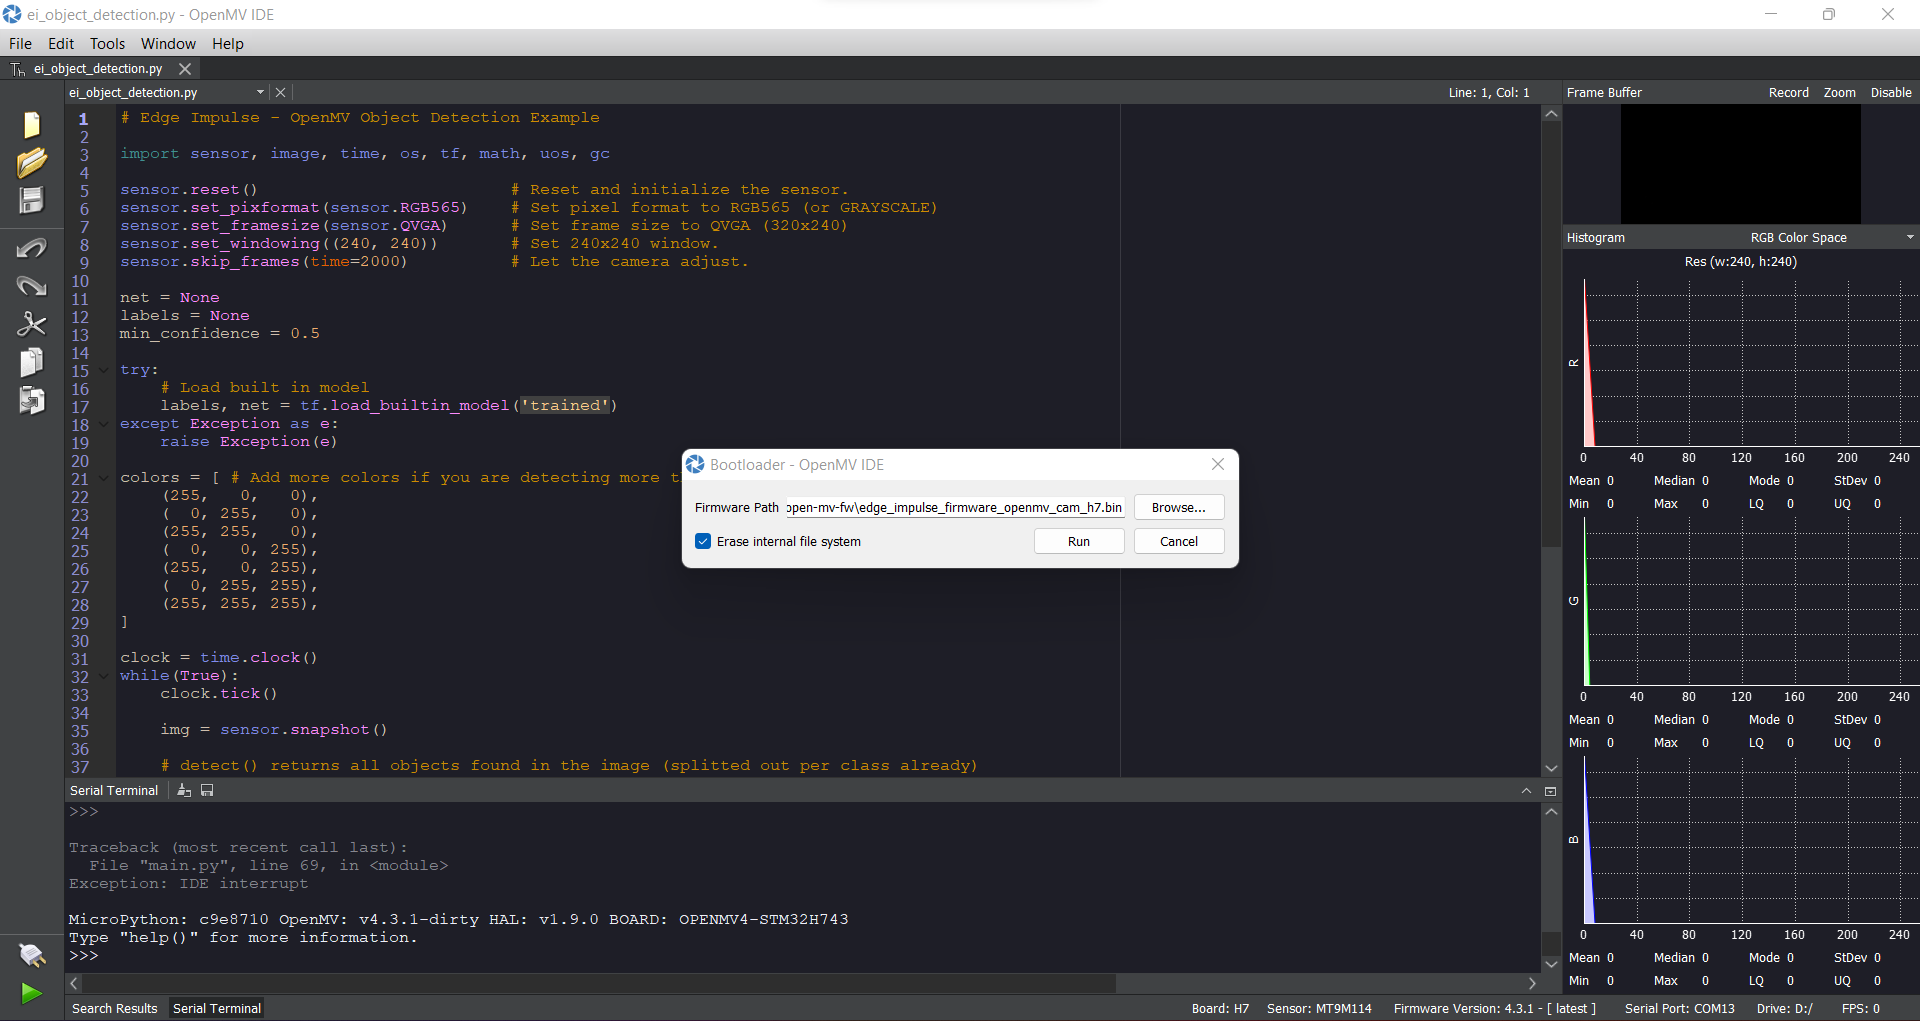 ei_object_detection.py - OpenMV IDE
File Edit Tools Window Help
ei_object_detection.py
ei_object_detection.py Line: 1, Col: 1
1 # Edge Impulse - OpenMV Object Detection Example
2
3 import sensor, image, time, os, tf, math, uos, gc
4
5 sensor.reset() # Reset and initialize the sensor.
6 sensor.set_pixformat(sensor.RGB565) # Set pixel format to RGB565 (or GRAYSCALE)
7 sensor.set_framesize(sensor.QVGA) # Set frame size to QVGA (320x240)
8 sensor.set_windowing((240, 240)) # Set 240x240 window.
9 sensor.skip_frames(time=2000) # Let the camera adjust.
10
11 net = None
12 labels = None
13 min_confidence = 0.5
14
15 try:
16 # Load built in model
17 labels, net = tf.load_builtin_model('trained')
18 except Exception as e:
19 raise Exception(e)
20
21 colors = [ # Add more colors if you are detecting more t
22 (255, 0, 0),
23 ( 0, 255, 0),
24 (255, 255, 0),
25 ( 0, 0, 255),
26 (255, 0, 255),
27 ( 0, 255, 255),
28 (255, 255, 255),
29 ]
30
31 clock = time.clock()
32 while(True):
33 clock.tick()
34
35 img = sensor.snapshot()
36
37 # detect() returns all objects found in the image (splitted out per class already)
Bootloader - OpenMV IDE
Firmware Path open-mv-fw\edge_impulse_firmware_openmv_cam_h7.bin Browse...
Erase internal file system Run Cancel
Serial Terminal
>>>
Traceback (most recent call last):
File "main.py", line 69, in <module>
Exception: IDE interrupt
MicroPython: c9e8710 OpenMV: v4.3.1-dirty HAL: v1.9.0 BOARD: OPENMV4-STM32H743
Type "help()" for more information.
>>>
Frame Buffer Record Zoom Disable
Histogram RGB Color Space
Res (w:240, h:240)
R
0 40 80 120 160 200 240
Mean 0 Median 0 Mode 0 StDev 0
Min 0 Max 0 LQ 0 UQ 0
G
0 40 80 120 160 200 240
Mean 0 Median 0 Mode 0 StDev 0
Min 0 Max 0 LQ 0 UQ 0
B
0 40 80 120 160 200 240
Mean 0 Median 0 Mode 0 StDev 0
Min 0 Max 0 LQ 0 UQ 0
Search Results Serial Terminal Board: H7 Sensor: MT9M114 Firmware Version: 4.3.1 - [ latest ] Serial Port: COM13 Drive: D:/ FPS: 0